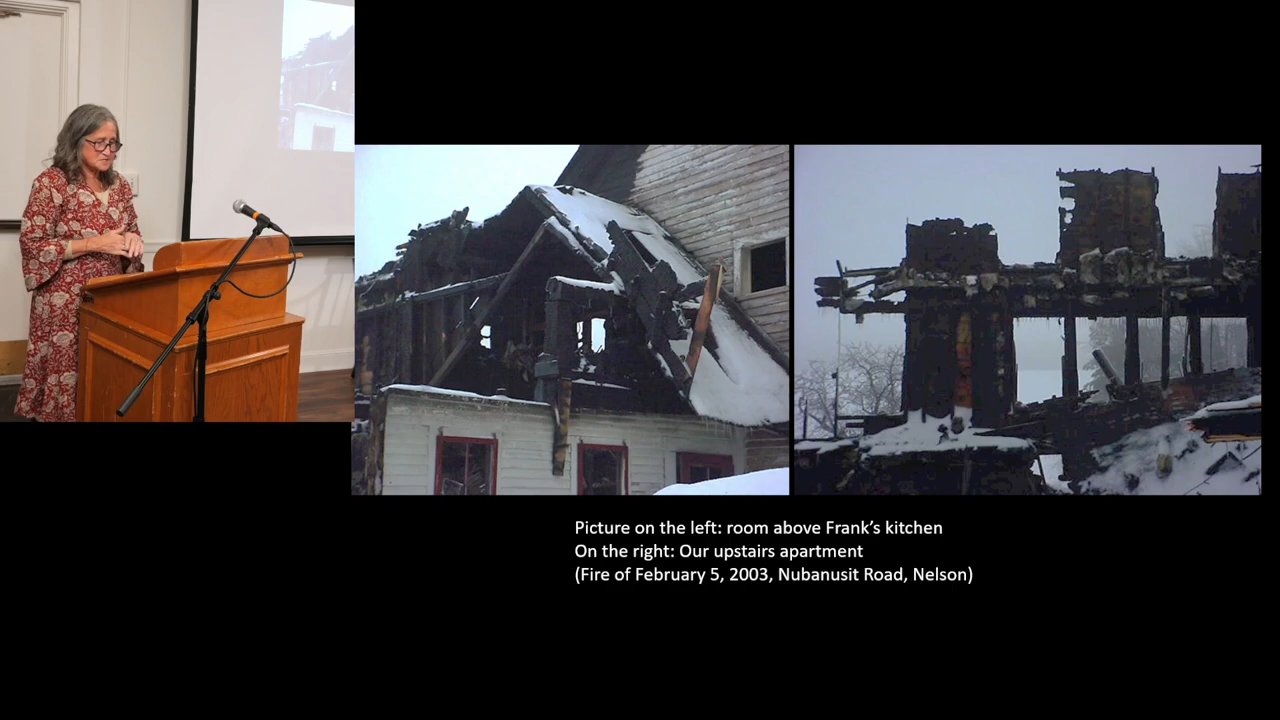 Picture on the left: room above Frank’s kitchen
On the right: Our upstairs apartment
(Fire of February 5, 2003, Nubanusit Road, Nelson)